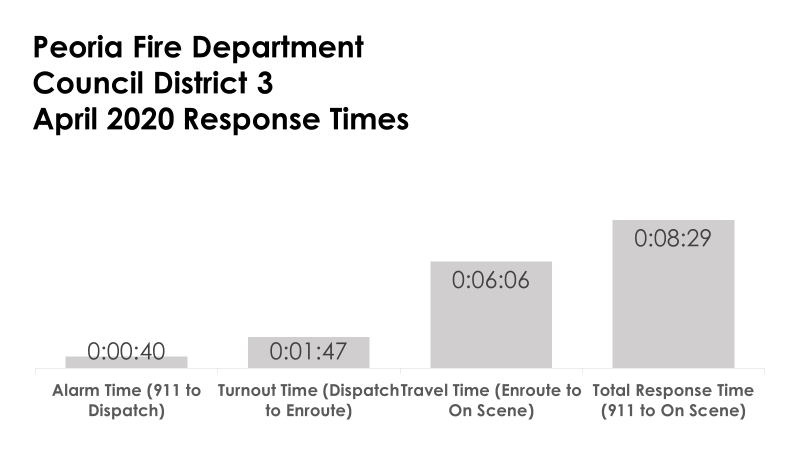 Peoria Fire Department
Council District 3
April 2020 Response Times
0:00:40
0:01:47
0:06:06
0:08:29
Alarm Time (911 to
Dispatch)
Turnout Time (Dispatch
to Enroute)
Travel Time (Enroute to
On Scene)
Total Response Time
(911 to On Scene)